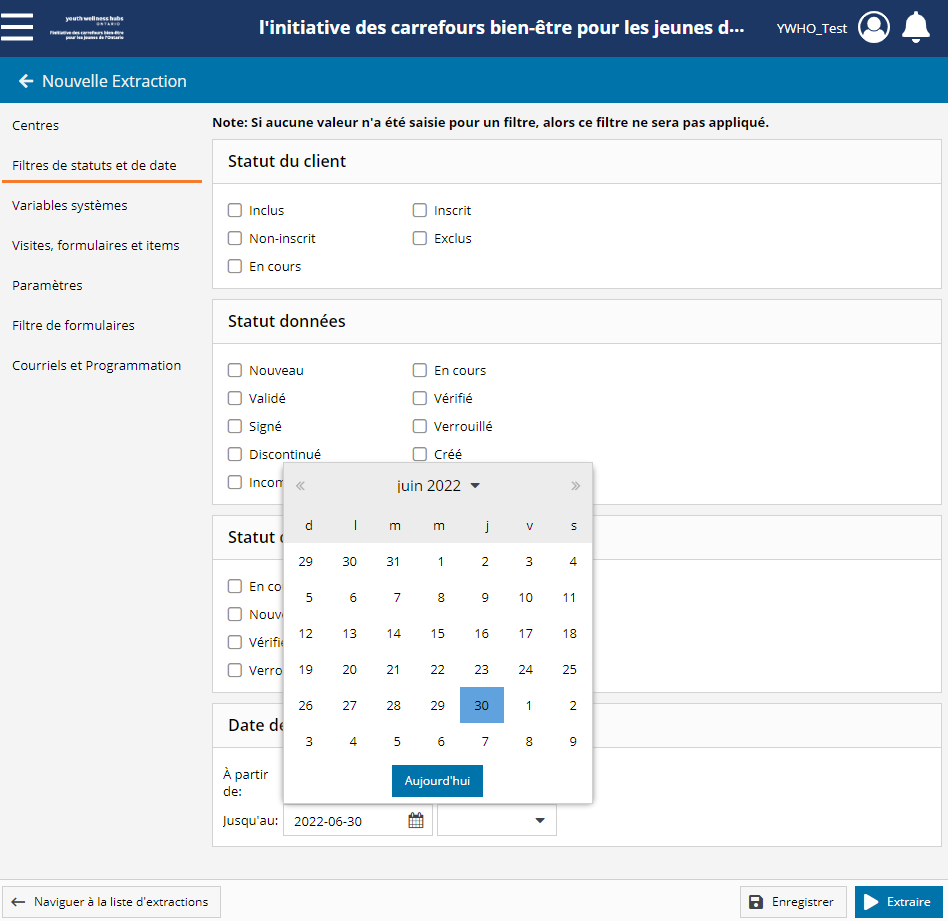 youth wellness hubs
ONTARIO
l'initiative des carrefours bien-être
pour les jeunes de l'Ontario
l'initiative des carrefours bien-être pour les jeunes d...
YWHO_Test
Nouvelle Extraction
Centres
Filtres de statuts et de date
Variables systèmes
Visites, formulaires et items
Paramètres
Filtre de formulaires
Courriels et Programmation
Note: Si aucune valeur n'a été saisie pour un filtre, alors ce filtre ne sera pas appliqué.
Statut du client
Inclus Inscrit
Non-inscrit Exclus
En cours
Statut données
Nouveau En cours
Validé Vérifié
Signé Verrouillé
Discontinué Créé
Incom
« juin 2022 »
d l m m j v s
29 30 31 1 2 3 4
5 6 7 8 9 10 11
12 13 14 15 16 17 18
19 20 21 22 23 24 25
26 27 28 29 30 1 2
3 4 5 6 7 8 9
Aujourd'hui
Statut
En co
Nouv
Vérifi
Verro
Date de
À partir
de:
Jusqu'au: 2022-06-30
Naviguer à la liste d'extractions
Enregistrer
Extraire